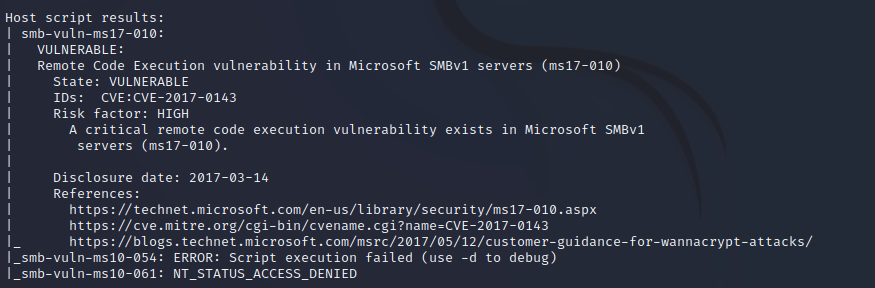 Host script results:
| smb-vuln-ms17-010:
|   VULNERABLE:
|   Remote Code Execution vulnerability in Microsoft SMBv1 servers (ms17-010)
|     State: VULNERABLE
|     IDs:  CVE:CVE-2017-0143
|     Risk factor: HIGH
|       A critical remote code execution vulnerability exists in Microsoft SMBv1
|        servers (ms17-010).
|
|     Disclosure date: 2017-03-14
|     References:
|       https://technet.microsoft.com/en-us/library/security/ms17-010.aspx
|       https://cve.mitre.org/cgi-bin/cvename.cgi?name=CVE-2017-0143
|_      https://blogs.technet.microsoft.com/msrc/2017/05/12/customer-guidance-for-wannacrypt-attacks/
|_smb-vuln-ms10-054: ERROR: Script execution failed (use -d to debug)
|_smb-vuln-ms10-061: NT_STATUS_ACCESS_DENIED